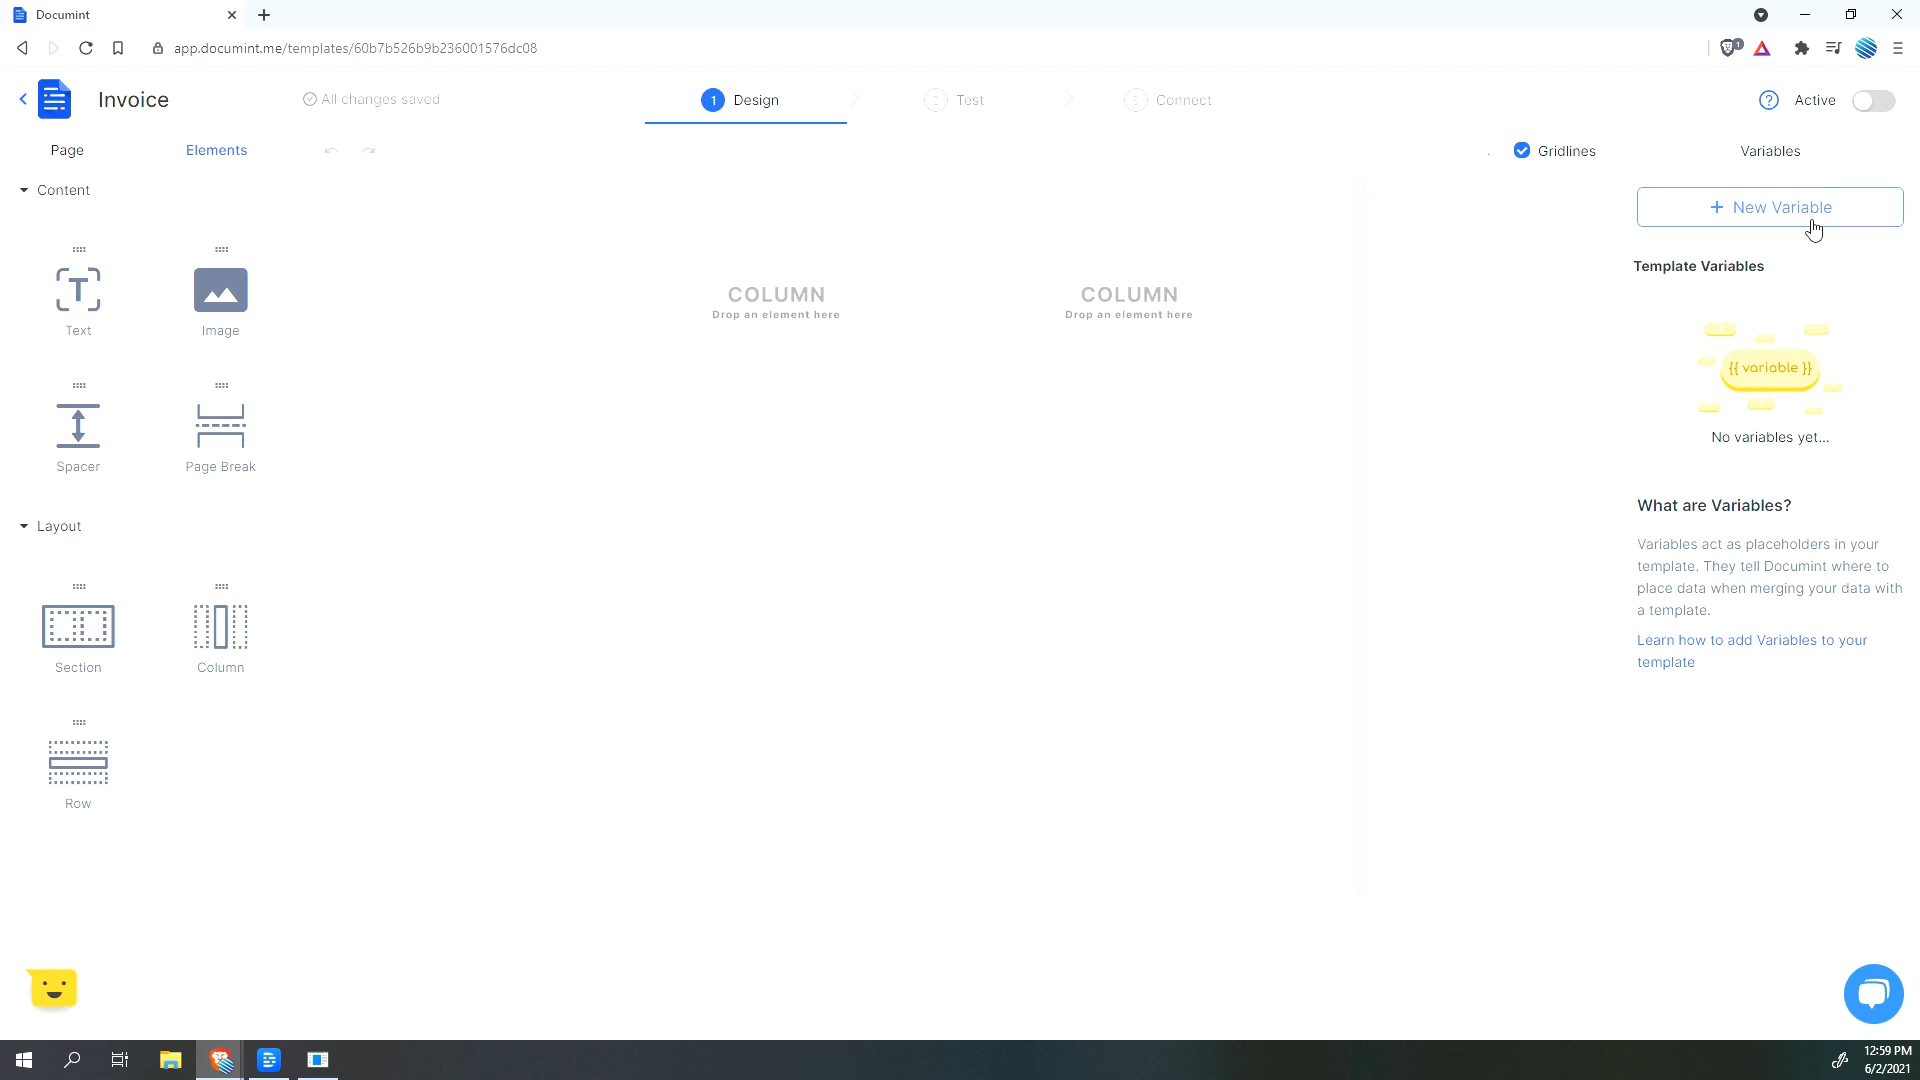 Documint
app.documint.me/templates/60b7b526b9b236001576dc08
1
Invoice
All changes saved
1 Design
2 Test
3 Connect
? Active
Page
Elements
Gridlines
Variables
Content
+ New Variable
Template Variables
COLUMN
Drop an element here
COLUMN
Drop an element here
T
Text
Image
{{ variable }}
No variables yet...
Spacer
Page Break
What are Variables?
Variables act as placeholders in your
template. They tell Documint where to
place data when merging your data with
a template.
Learn how to add Variables to your
template
Layout
Section
Column
Row
12:59 PM
6/2/2021